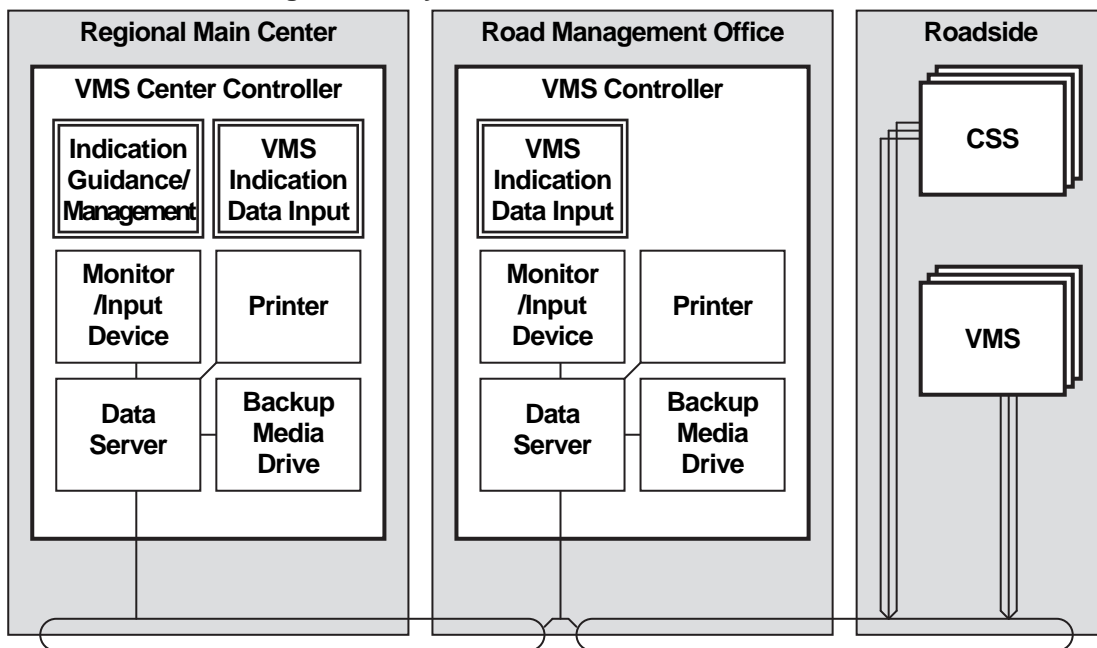 Regional Main Center
VMS Center Controller
Indication
Guidance/
Management
VMS
Indication
Data Input
Monitor
/Input
Device
Printer
Data
Server
Backup
Media
Drive
Road Management Office
VMS Controller
VMS
Indication
Data Input
Monitor
/Input
Device
Printer
Data
Server
Backup
Media
Drive
Roadside
CSS
VMS